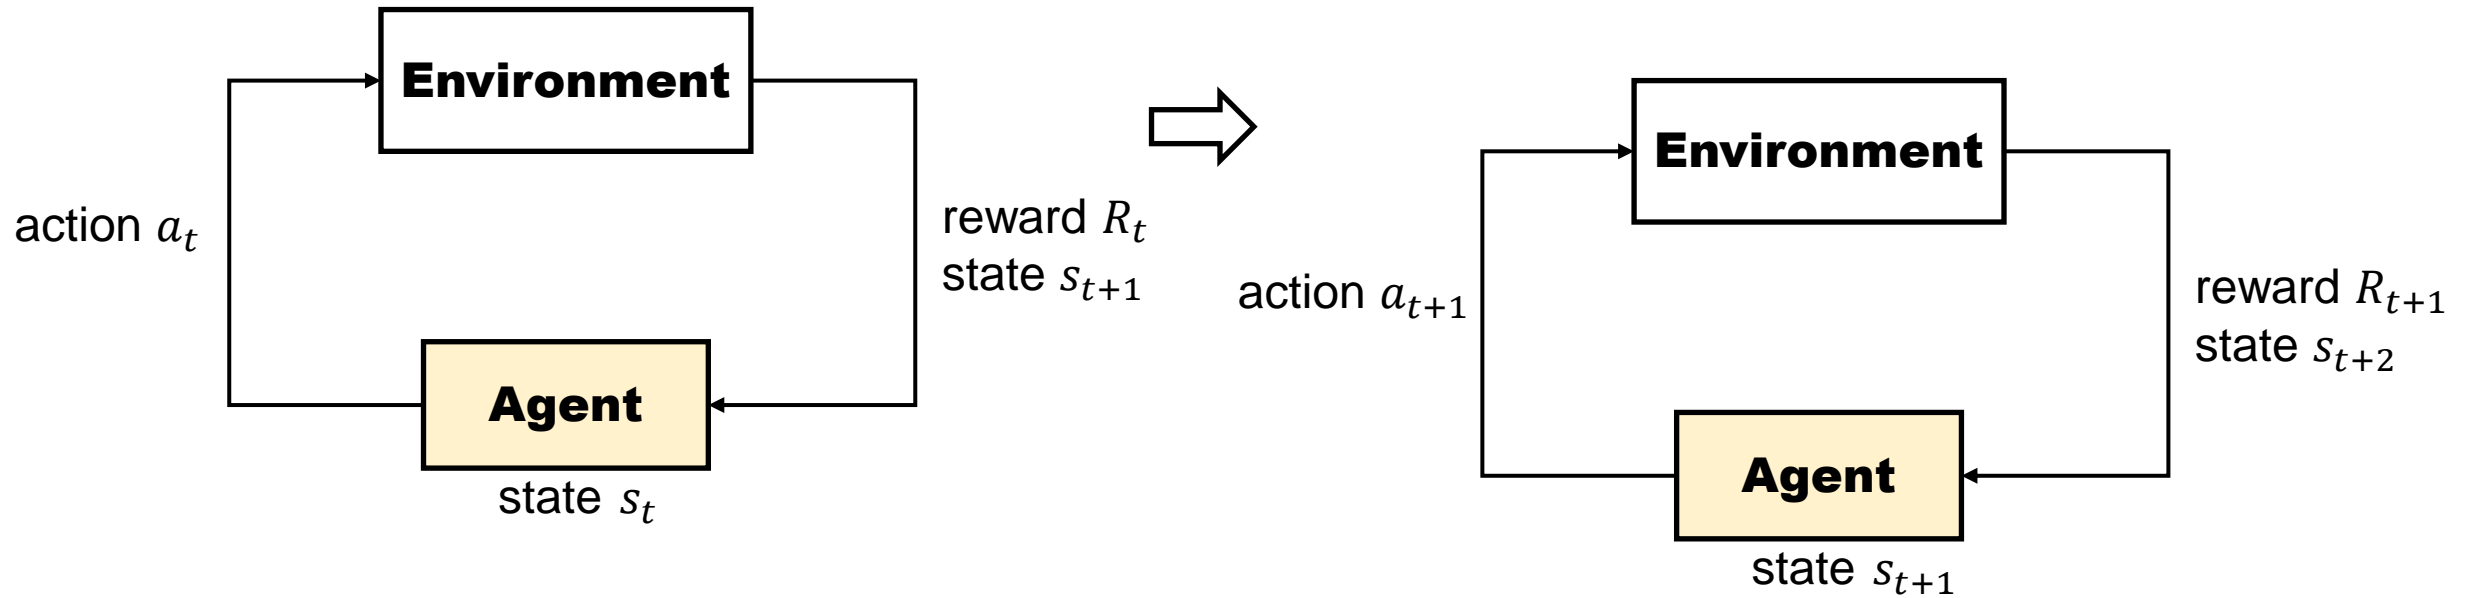 Environment
action $a_t$
reward $R_t$
state $s_{t+1}$
Agent
state $s_t$
Environment
action $a_{t+1}$
reward $R_{t+1}$
state $s_{t+2}$
Agent
state $s_{t+1}$